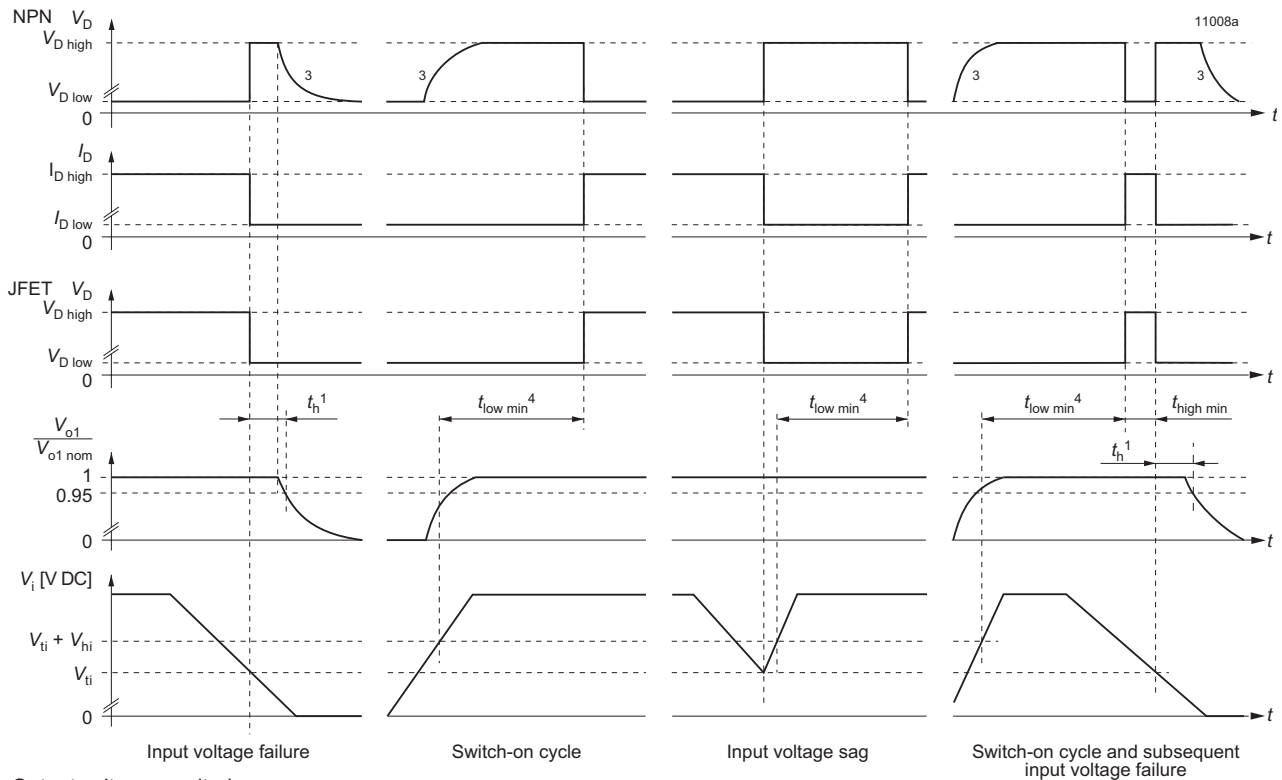 NPN V_D
11008a
V_D high
3
3
3
3
V_D low
0
t
I_D
I_D high
I_D low
0
t
JFET V_D
V_D high
V_D low
0
t
t_h^1
t_low min^4
t_low min^4
t_low min^4
t_high min
V_o1
V_o1 nom
t_h^1
1
0.95
0
t
V_i [V DC]
V_ti + V_hi
V_ti
0
t
Input voltage failure
Switch-on cycle
Input voltage sag
Switch-on cycle and subsequent
input voltage failure